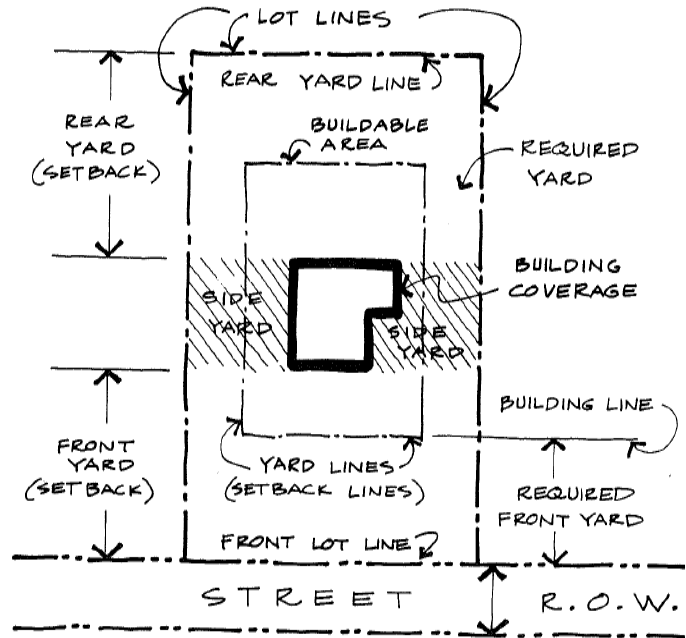 LOT LINES
REAR YARD LINE
REAR
YARD
(SETBACK)
BUILDABLE
AREA
REQUIRED
YARD
BUILDING
COVERAGE
SIDE
YARD
SIDE
YARD
BUILDING LINE
FRONT
YARD
(SETBACK)
YARD LINES
(SETBACK LINES)
REQUIRED
FRONT YARD
FRONT LOT LINE
STREET
R.O.W.